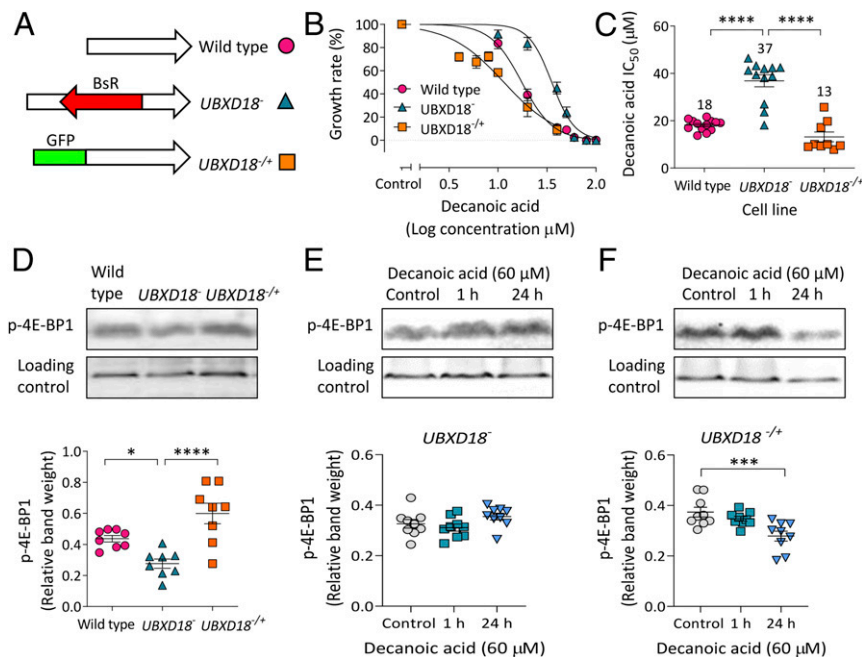 A
Wild type
BsR
UBXD18-
GFP
UBXD18-/+
B
Growth rate (%)
100
80
60
40
20
0
Wild type
UBXD18-
UBXD18-/+
Control 0.5 1.0 1.5 2.0
Decanoic acid
(Log concentration μM)
C
Decanoic acid IC50 (μM)
60
40
20
0
**** ****
18 37 13
Wild type UBXD18- UBXD18-/+
Cell line
D
Wild type UBXD18- UBXD18-/+
p-4E-BP1
Loading control
p-4E-BP1
(Relative band weight)
1.0
0.8
0.6
0.4
0.2
0.0
* ****
Wild type UBXD18- UBXD18-/+
E
Decanoic acid (60 μM)
Control 1 h 24 h
p-4E-BP1
Loading control
UBXD18-
p-4E-BP1
(Relative band weight)
0.6
0.4
0.2
0.0
Control 1 h 24 h
Decanoic acid (60 μM)
F
Decanoic acid (60 μM)
Control 1 h 24 h
p-4E-BP1
Loading control
UBXD18 -/+
p-4E-BP1
(Relative band weight)
0.6
0.4
0.2
0.0
***
Control 1 h 24 h
Decanoic acid (60 μM)